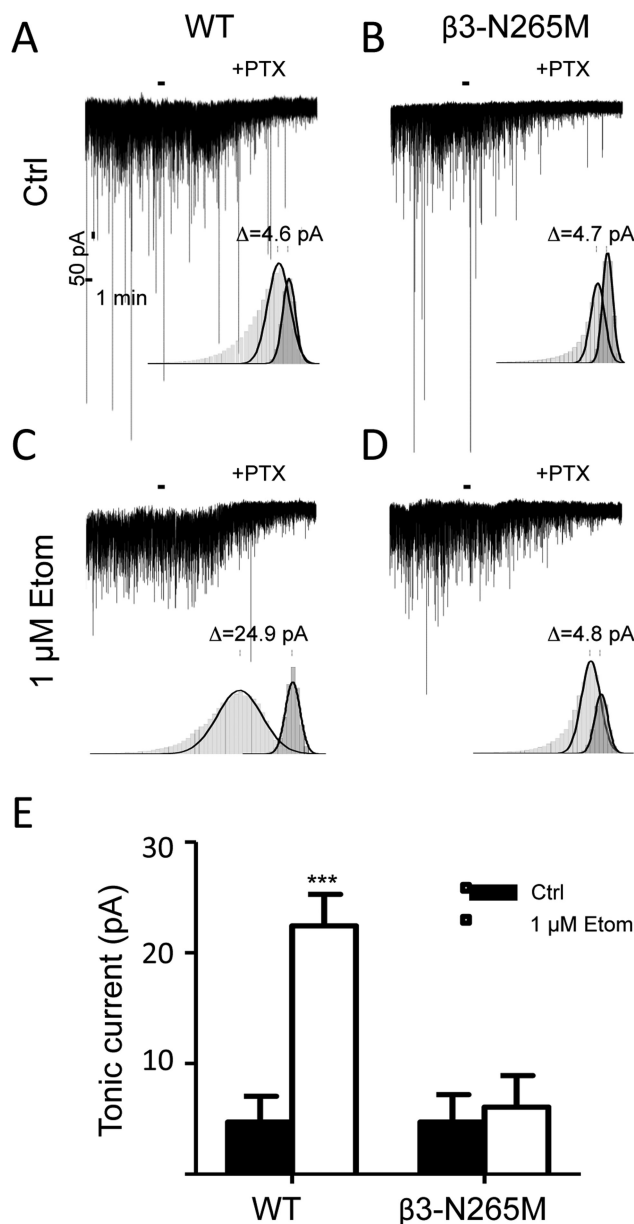 A WT B β3-N265M
+PTX +PTX
Ctrl
Δ=4.6 pA Δ=4.7 pA
50 pA
1 min
C D
+PTX +PTX
1 μM Etom
Δ=24.9 pA Δ=4.8 pA
E
30
***
Ctrl
1 μM Etom
20
Tonic current (pA)
10
WT β3-N265M